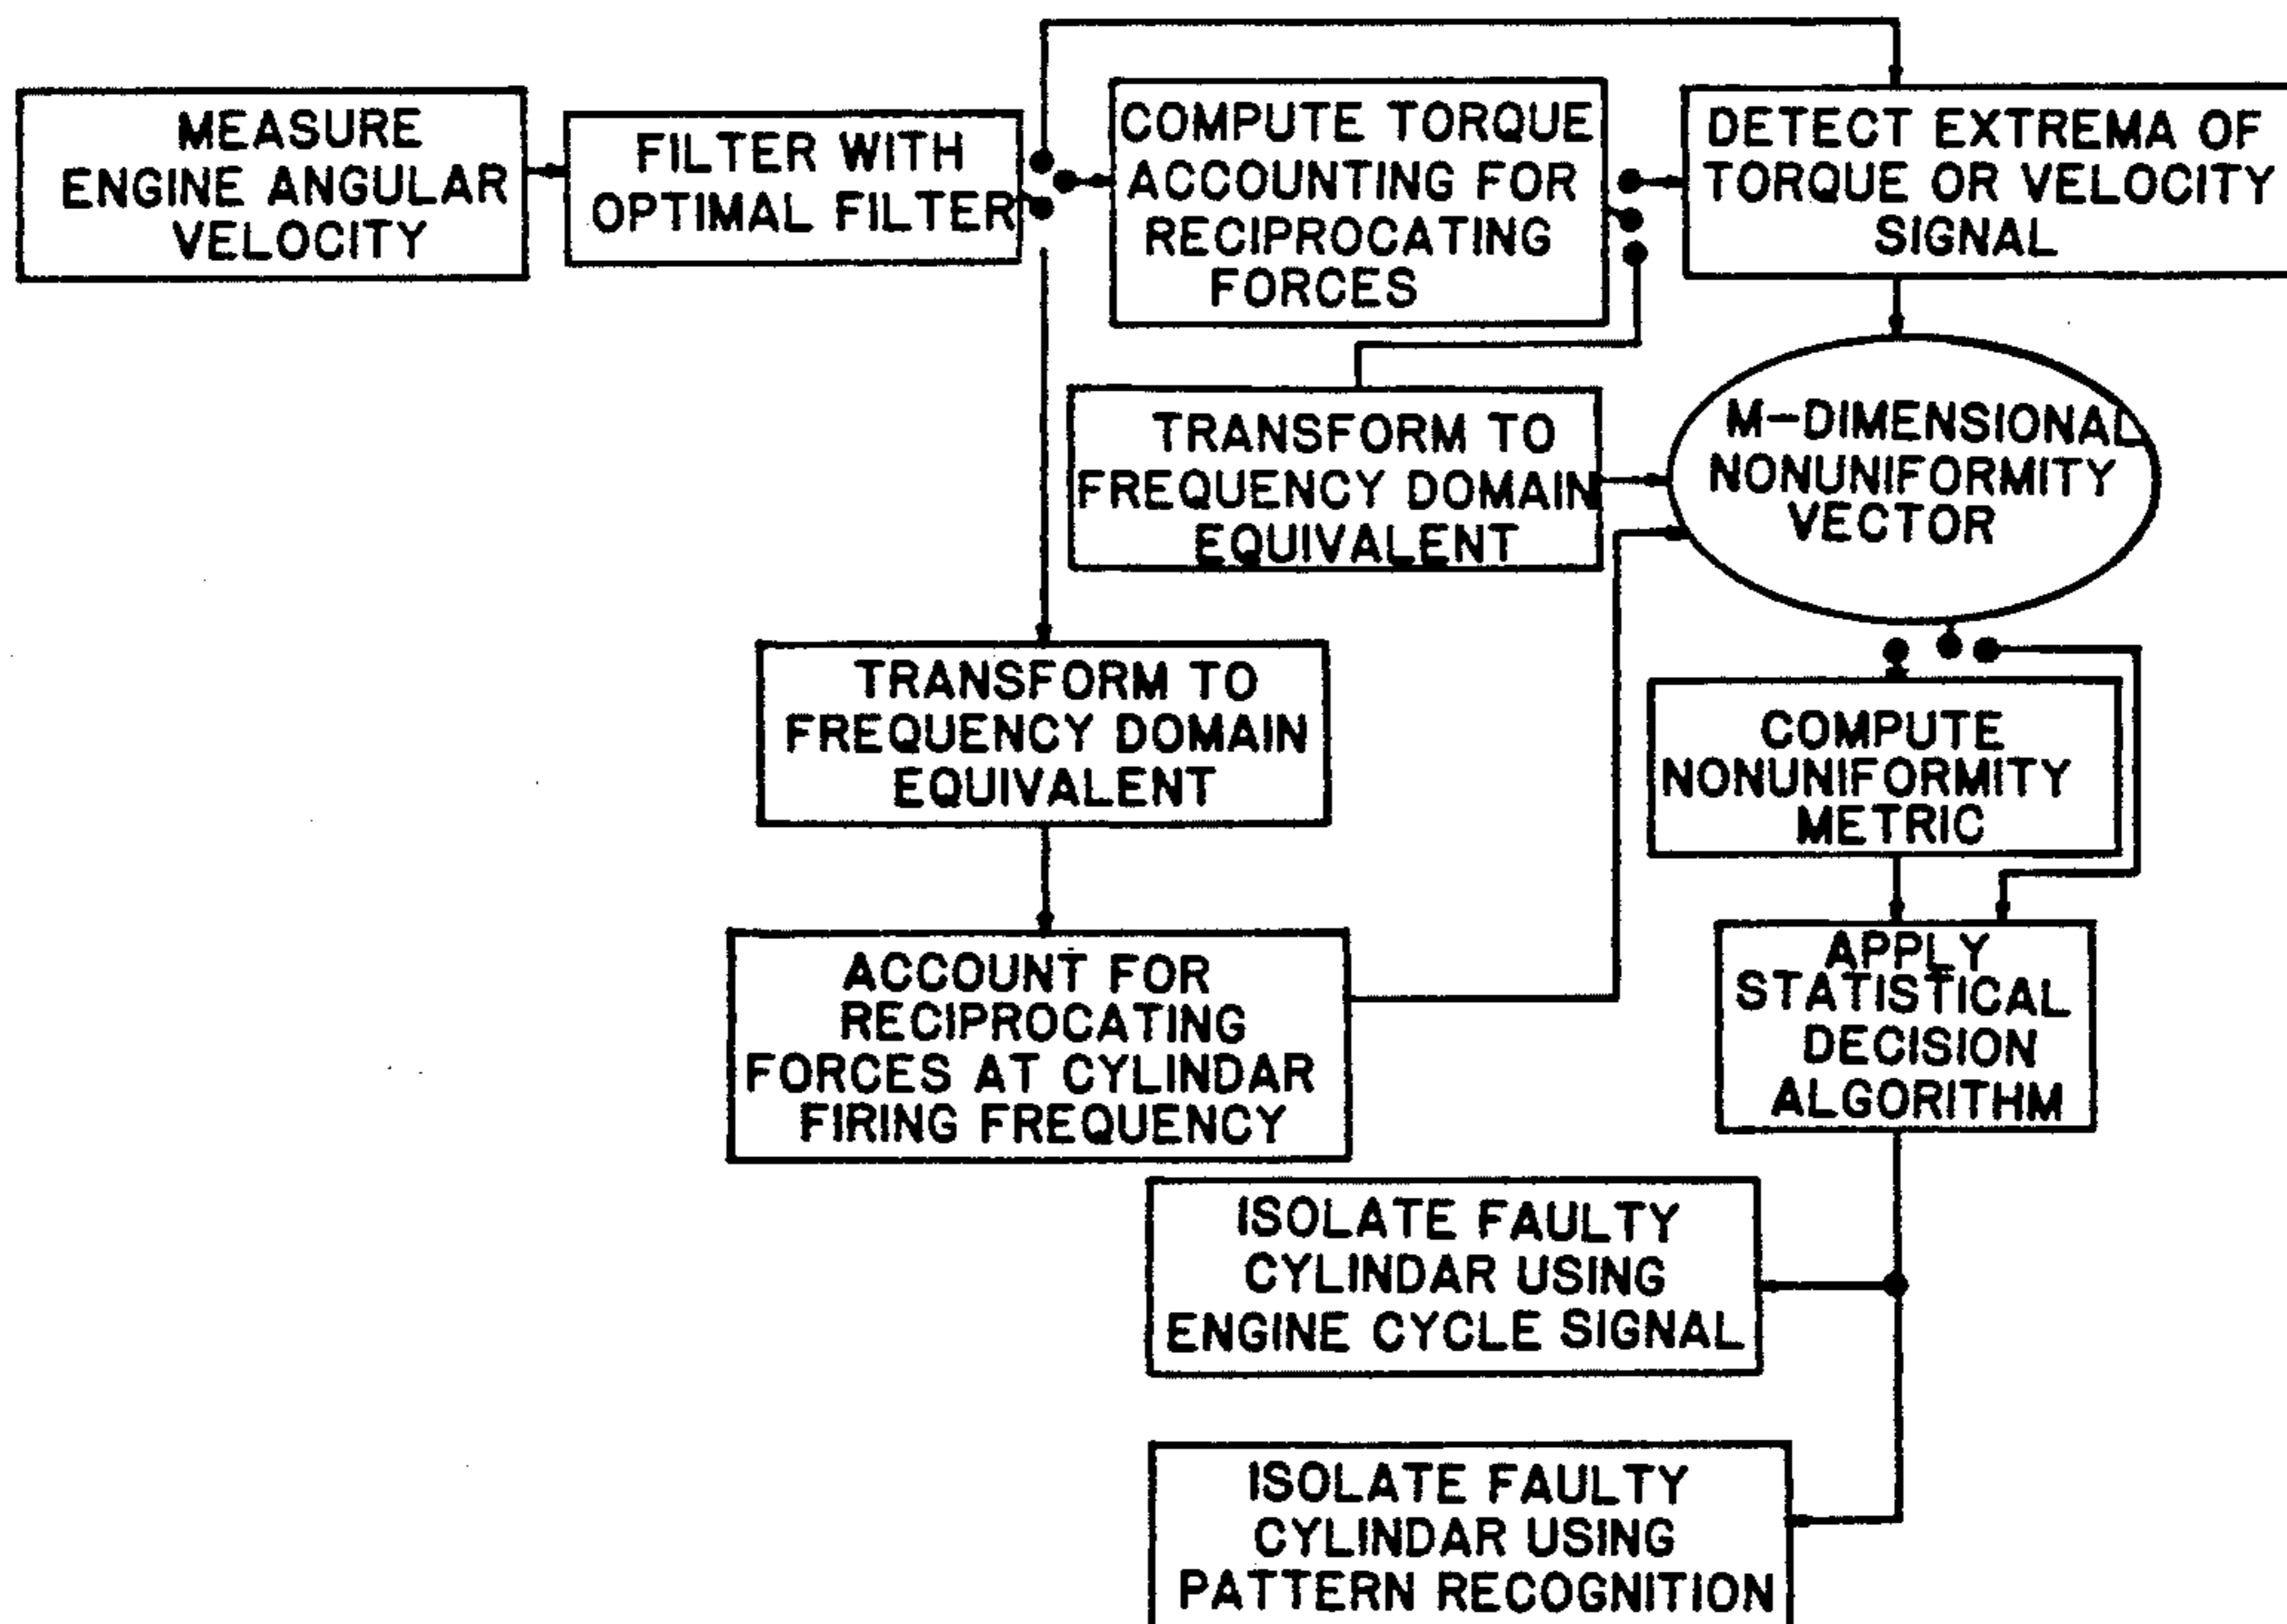 MEASURE
ENGINE ANGULAR
VELOCITY
FILTER WITH
OPTIMAL FILTER
COMPUTE TORQUE
ACCOUNTING FOR
RECIPROCATING
FORCES
DETECT EXTREMA OF
TORQUE OR VELOCITY
SIGNAL
TRANSFORM TO
FREQUENCY DOMAIN
EQUIVALENT
M-DIMENSIONAL
NONUNIFORMITY
VECTOR
TRANSFORM TO
FREQUENCY DOMAIN
EQUIVALENT
COMPUTE
NONUNIFORMITY
METRIC
ACCOUNT FOR
RECIPROCATING
FORCES AT CYLINDAR
FIRING FREQUENCY
APPLY
STATISTICAL
DECISION
ALGORITHM
ISOLATE FAULTY
CYLINDAR USING
ENGINE CYCLE SIGNAL
ISOLATE FAULTY
CYLINDAR USING
PATTERN RECOGNITION